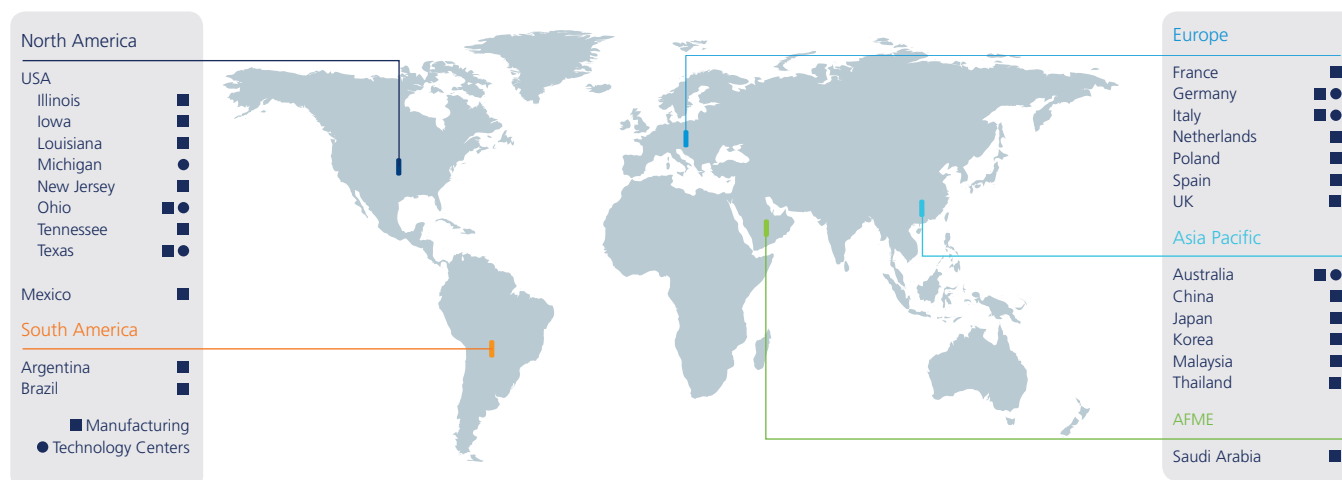 North America
USA
Illinois
Iowa
Louisiana
Michigan
New Jersey
Ohio
Tennessee
Texas
Mexico
South America
Argentina
Brazil
Manufacturing
Technology Centers
Europe
France
Germany
Italy
Netherlands
Poland
Spain
UK
Asia Pacific
Australia
China
Japan
Korea
Malaysia
Thailand
AFME
Saudi Arabia